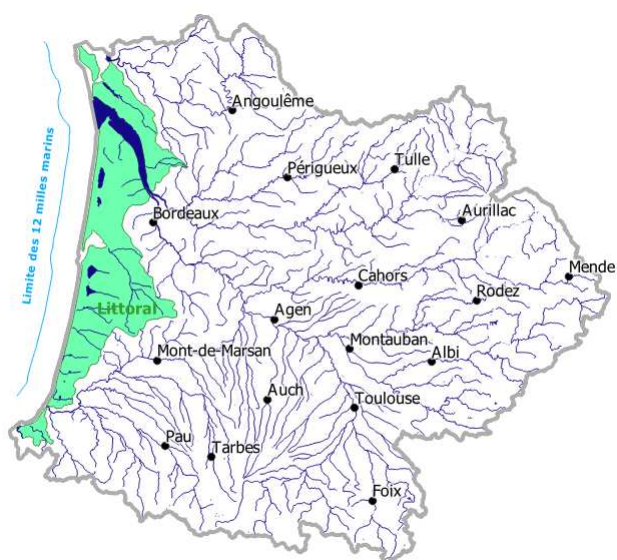 Angoulême
Périgueux
Tulle
Limite des 12 milles marins
Bordeaux
Aurillac
Mende
Cahors
Rodez
Littoral
Agen
Mont-de-Marsan
Montauban
Albi
Auch
Toulouse
Pau
Tarbes
Foix